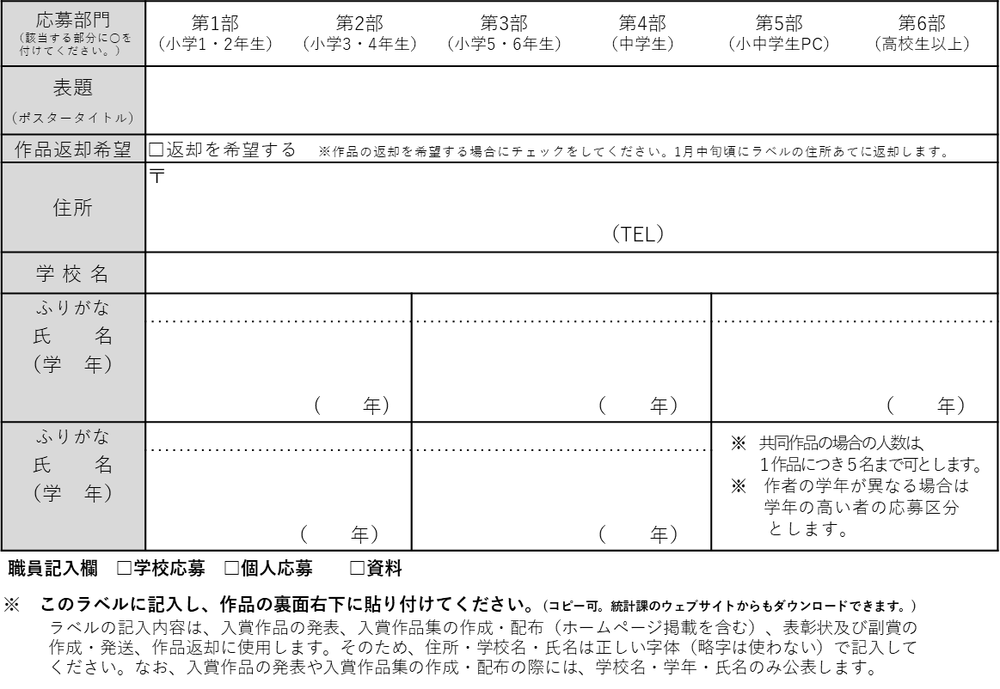 応募部門
（該当する部分に〇を
付けてください。）
第1部 第2部 第3部 第4部 第5部 第6部
（小学1・2年生） （小学3・4年生） （小学5・6年生） （中学生） （小中学生PC） （高校生以上）
表題
（ポスタータイトル）
作品返却希望 □返却を希望する ※作品の返却を希望する場合にチェックをしてください。1月中旬頃にラベルの住所あてに返却します。
〒
住所
（TEL）
学 校 名
ふりがな
氏　　名
（学　年）
（　　年） （　　年） （　　年）
ふりがな
氏　　名
（学　年）
（　　年） （　　年）
※　共同作品の場合の人数は、
１作品につき５名まで可とします。
※　作者の学年が異なる場合は
学年の高い者の応募区分
とします。
職員記入欄　□学校応募　□個人応募　　□資料
※　このラベルに記入し、作品の裏面右下に貼り付けてください。（コピー可。統計課のウェブサイトからもダウンロードできます。）
ラベルの記入内容は、入賞作品の発表、入賞作品集の作成・配布（ホームページ掲載を含む）、表彰状及び副賞の
作成・発送、作品返却に使用します。そのため、住所・学校名・氏名は正しい字体（略字は使わない）で記入して
ください。なお、入賞作品の発表や入賞作品集の作成・配布の際には、学校名・学年・氏名のみ公表します。